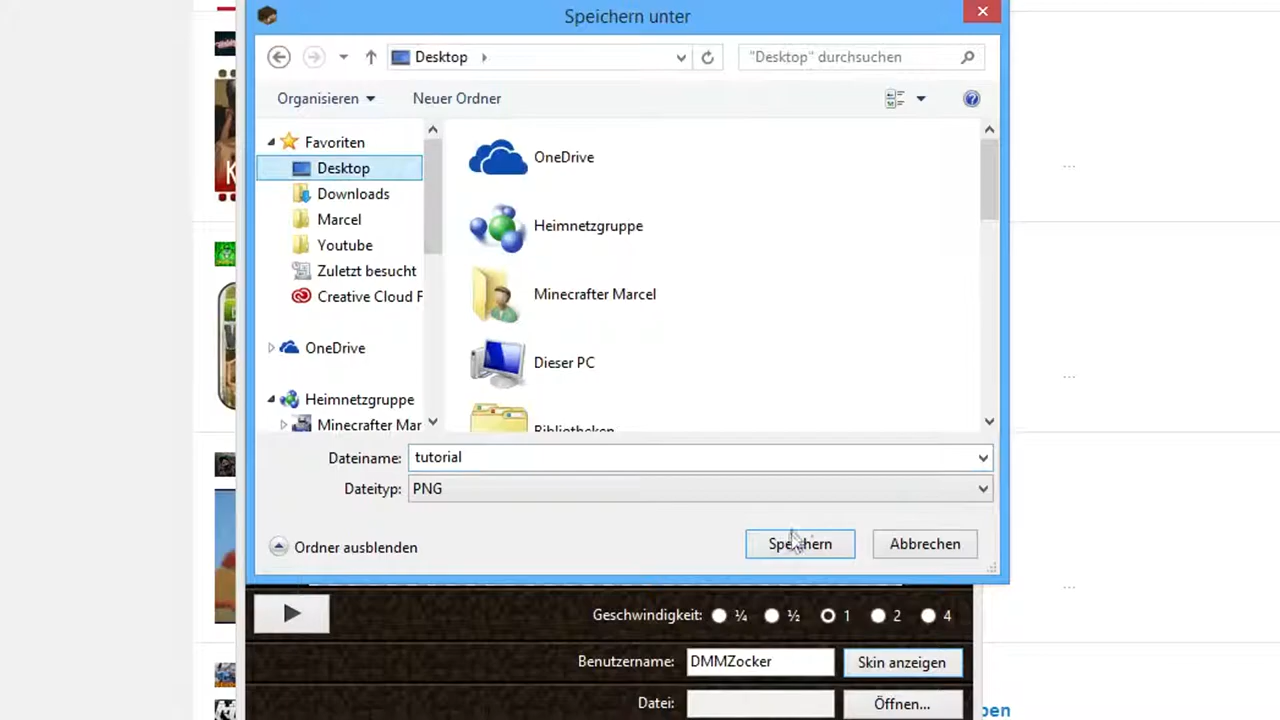 Speichern unter
Desktop
"Desktop" durchsuchen
Organisieren
Neuer Ordner
Favoriten
Desktop
Downloads
Marcel
Youtube
Zuletzt besucht
Creative Cloud F
OneDrive
Heimnetzgruppe
Minecrafter Mar
OneDrive
Heimnetzgruppe
Minecrafter Marcel
Dieser PC
Bibliotheken
Dateiname: tutorial
Dateityp: PNG
Ordner ausblenden
Speichern
Abbrechen
Geschwindigkeit: ¼ ½ 1 2 4
Benutzername: DMMZocker Skin anzeigen
Datei: Öffnen...
...
...
...